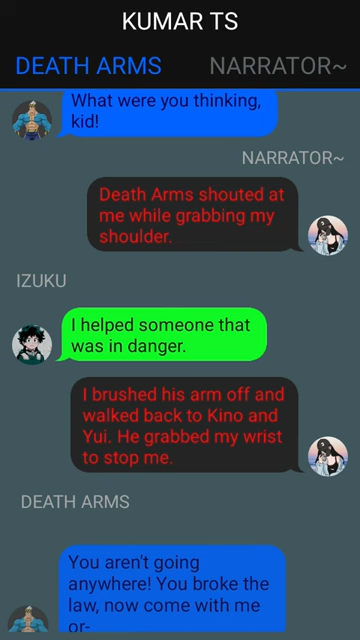 KUMAR TS
DEATH ARMS NARRATOR~
What were you thinking,
kid!
NARRATOR~
Death Arms shouted at
me while grabbing my
shoulder.
IZUKU
I helped someone that
was in danger.
I brushed his arm off and
walked back to Kino and
Yui. He grabbed my wrist
to stop me.
DEATH ARMS
You aren't going
anywhere! You broke the
law, now come with me
or-